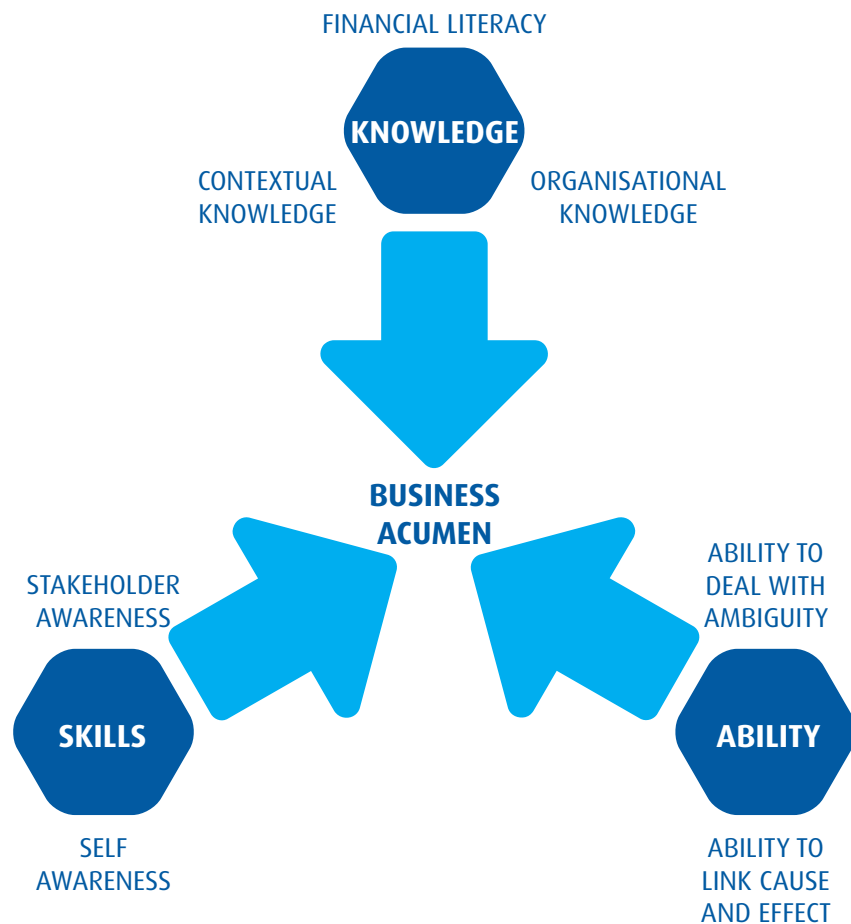 FINANCIAL LITERACY
KNOWLEDGE
CONTEXTUAL
KNOWLEDGE
ORGANISATIONAL
KNOWLEDGE
BUSINESS
ACUMEN
STAKEHOLDER
AWARENESS
SKILLS
SELF
AWARENESS
ABILITY TO
DEAL WITH
AMBIGUITY
ABILITY
ABILITY TO
LINK CAUSE
AND EFFECT